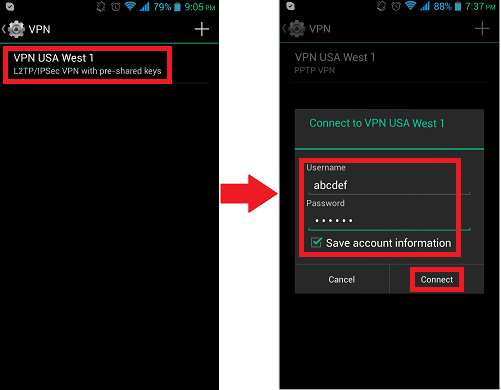 79% 9:05 PM
VPN
VPN USA West 1
L2TP/IPSec VPN with pre-shared keys
88% 7:37 PM
VPN
VPN USA West 1
PPTP VPN
Connect to VPN USA West 1
Username
abcdef
Password
••••••
Save account information
Cancel
Connect